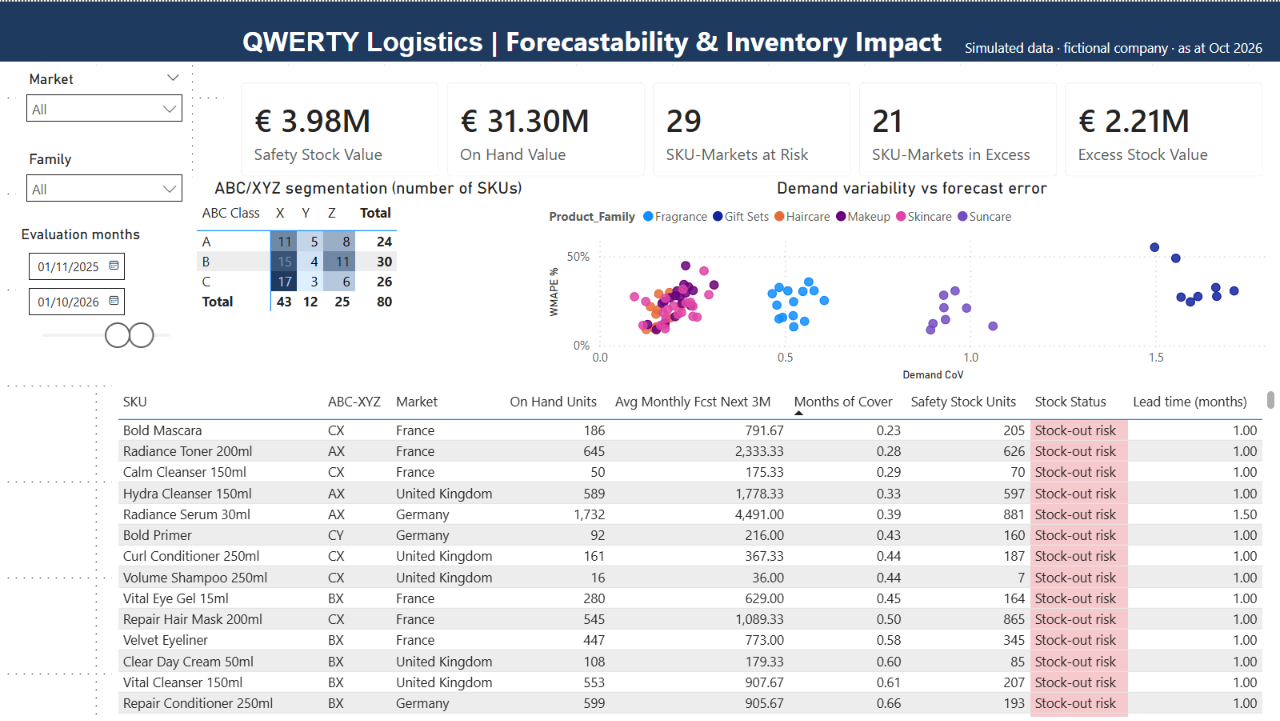 QWERTY Logistics | Forecastability & Inventory Impact
Simulated data · fictional company · as at Oct 2026
Market
All
Family
All
Evaluation months
01/11/2025
01/10/2026
€ 3.98M
Safety Stock Value
€ 31.30M
On Hand Value
29
SKU-Markets at Risk
21
SKU-Markets in Excess
€ 2.21M
Excess Stock Value
ABC/XYZ segmentation (number of SKUs)
ABC Class X Y Z Total
A 11 5 8 24
B 15 4 11 30
C 17 3 6 26
Total 43 12 25 80
Demand variability vs forecast error
Product_Family Fragrance Gift Sets Haircare Makeup Skincare Suncare
WMAPE %
50%
0%
0.0 0.5 1.0 1.5
Demand CoV
SKU ABC-XYZ Market On Hand Units Avg Monthly Fcst Next 3M Months of Cover Safety Stock Units Stock Status Lead time (months)
Bold Mascara CX France 186 791.67 0.23 205 Stock-out risk 1.00
Radiance Toner 200ml AX France 645 2,333.33 0.28 626 Stock-out risk 1.00
Calm Cleanser 150ml CX France 50 175.33 0.29 70 Stock-out risk 1.00
Hydra Cleanser 150ml AX United Kingdom 589 1,778.33 0.33 597 Stock-out risk 1.00
Radiance Serum 30ml AX Germany 1,732 4,491.00 0.39 881 Stock-out risk 1.50
Bold Primer CY Germany 92 216.00 0.43 160 Stock-out risk 1.00
Curl Conditioner 250ml CX United Kingdom 161 367.33 0.44 187 Stock-out risk 1.00
Volume Shampoo 250ml CX United Kingdom 16 36.00 0.44 7 Stock-out risk 1.00
Vital Eye Gel 15ml BX France 280 629.00 0.45 164 Stock-out risk 1.00
Repair Hair Mask 200ml CX France 545 1,089.33 0.50 865 Stock-out risk 1.00
Velvet Eyeliner BX France 447 773.00 0.58 345 Stock-out risk 1.00
Clear Day Cream 50ml BX United Kingdom 108 179.33 0.60 85 Stock-out risk 1.00
Vital Cleanser 150ml BX United Kingdom 553 907.67 0.61 207 Stock-out risk 1.00
Repair Conditioner 250ml BX Germany 599 905.67 0.66 193 Stock-out risk 1.00